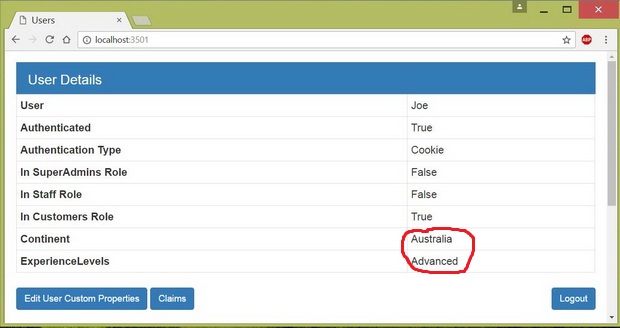 Users
localhost:3501
ABP
User Details
User Joe
Authenticated True
Authentication Type Cookie
In SuperAdmins Role False
In Staff Role False
In Customers Role True
Continent Australia
ExperienceLevels Advanced
Edit User Custom Properties Claims Logout